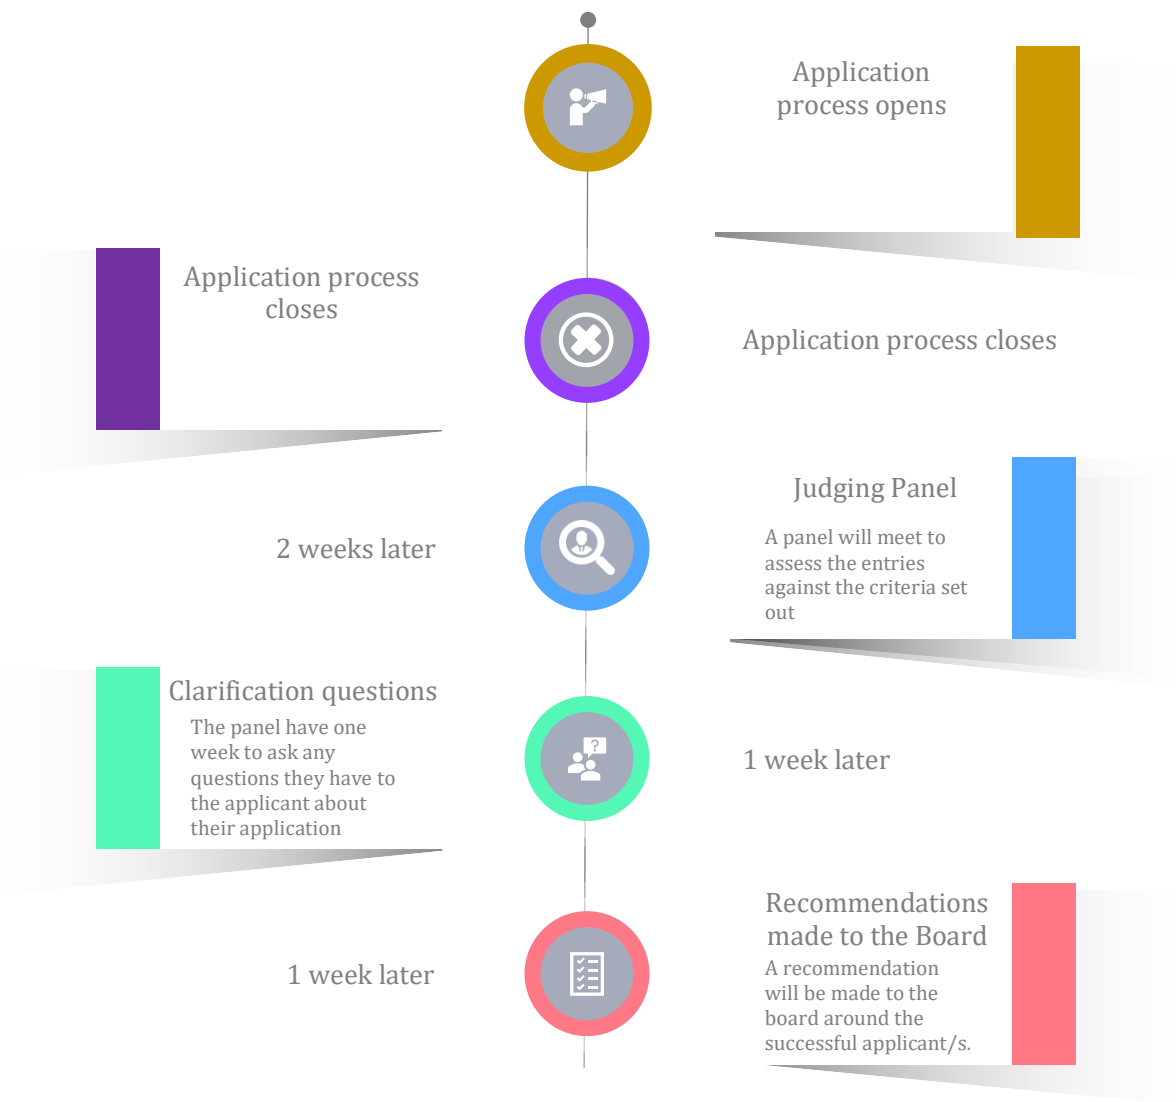 Application
process opens
Application process
closes
Application process closes
2 weeks later
Judging Panel
A panel will meet to
assess the entries
against the criteria set
out
Clarification questions
The panel have one
week to ask any
questions they have to
the applicant about
their application
?
1 week later
1 week later
Recommendations
made to the Board
A recommendation
will be made to the
board around the
successful applicant/s.